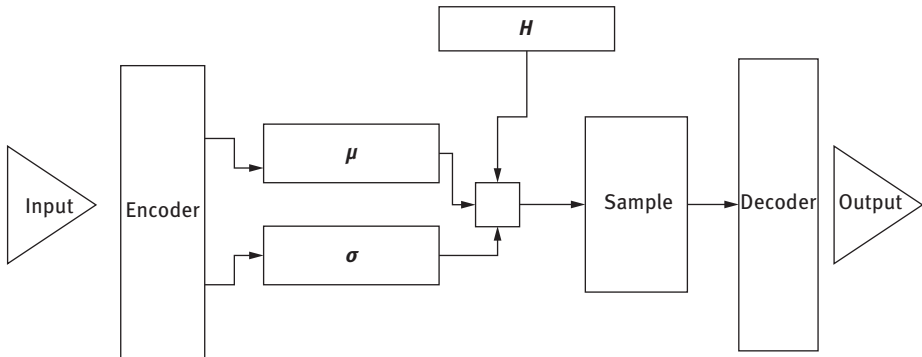 H
μ
Input
Encoder
Sample
Decoder
Output
σ